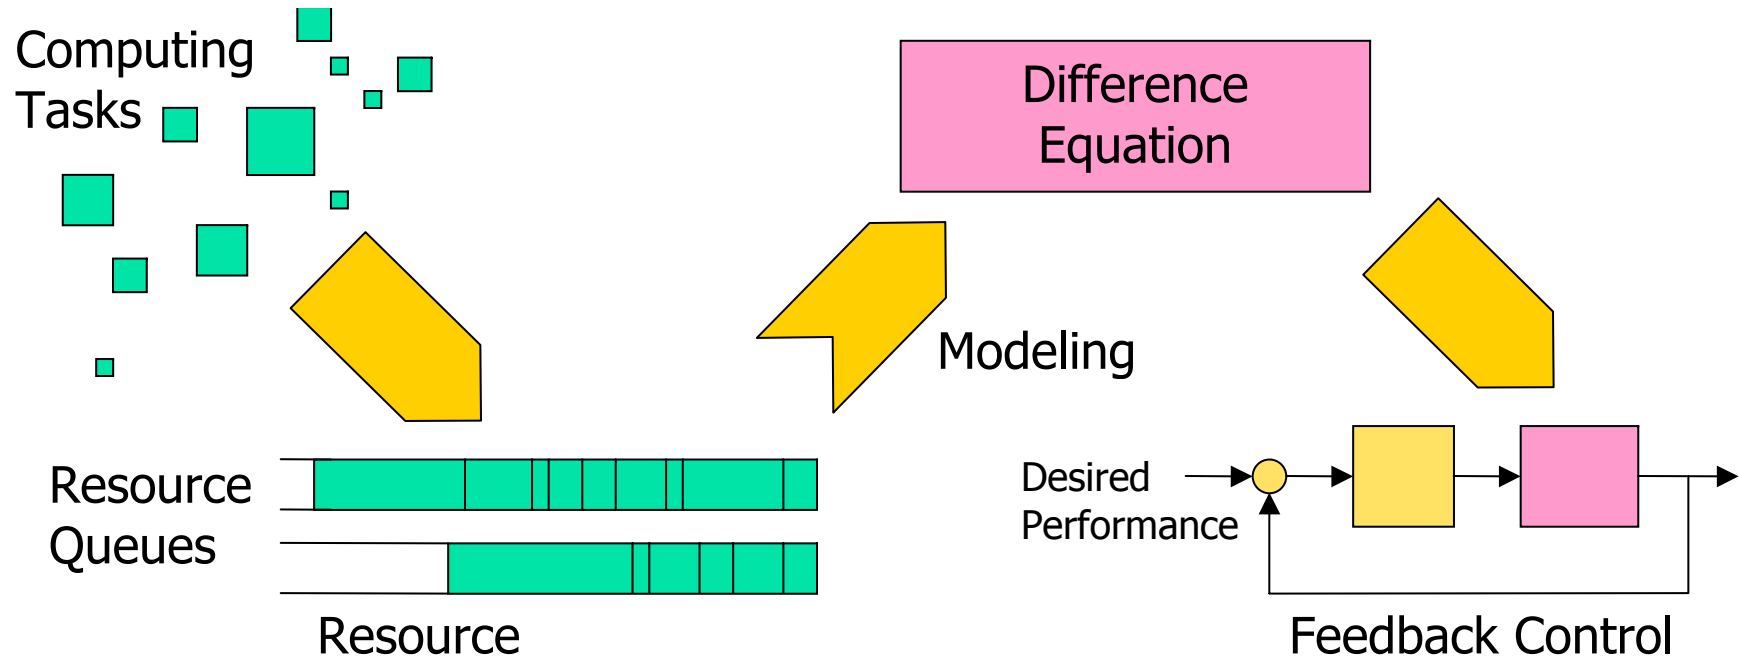 Computing
Tasks
Difference
Equation
Modeling
Resource
Queues
Desired
Performance
Resource
Feedback Control